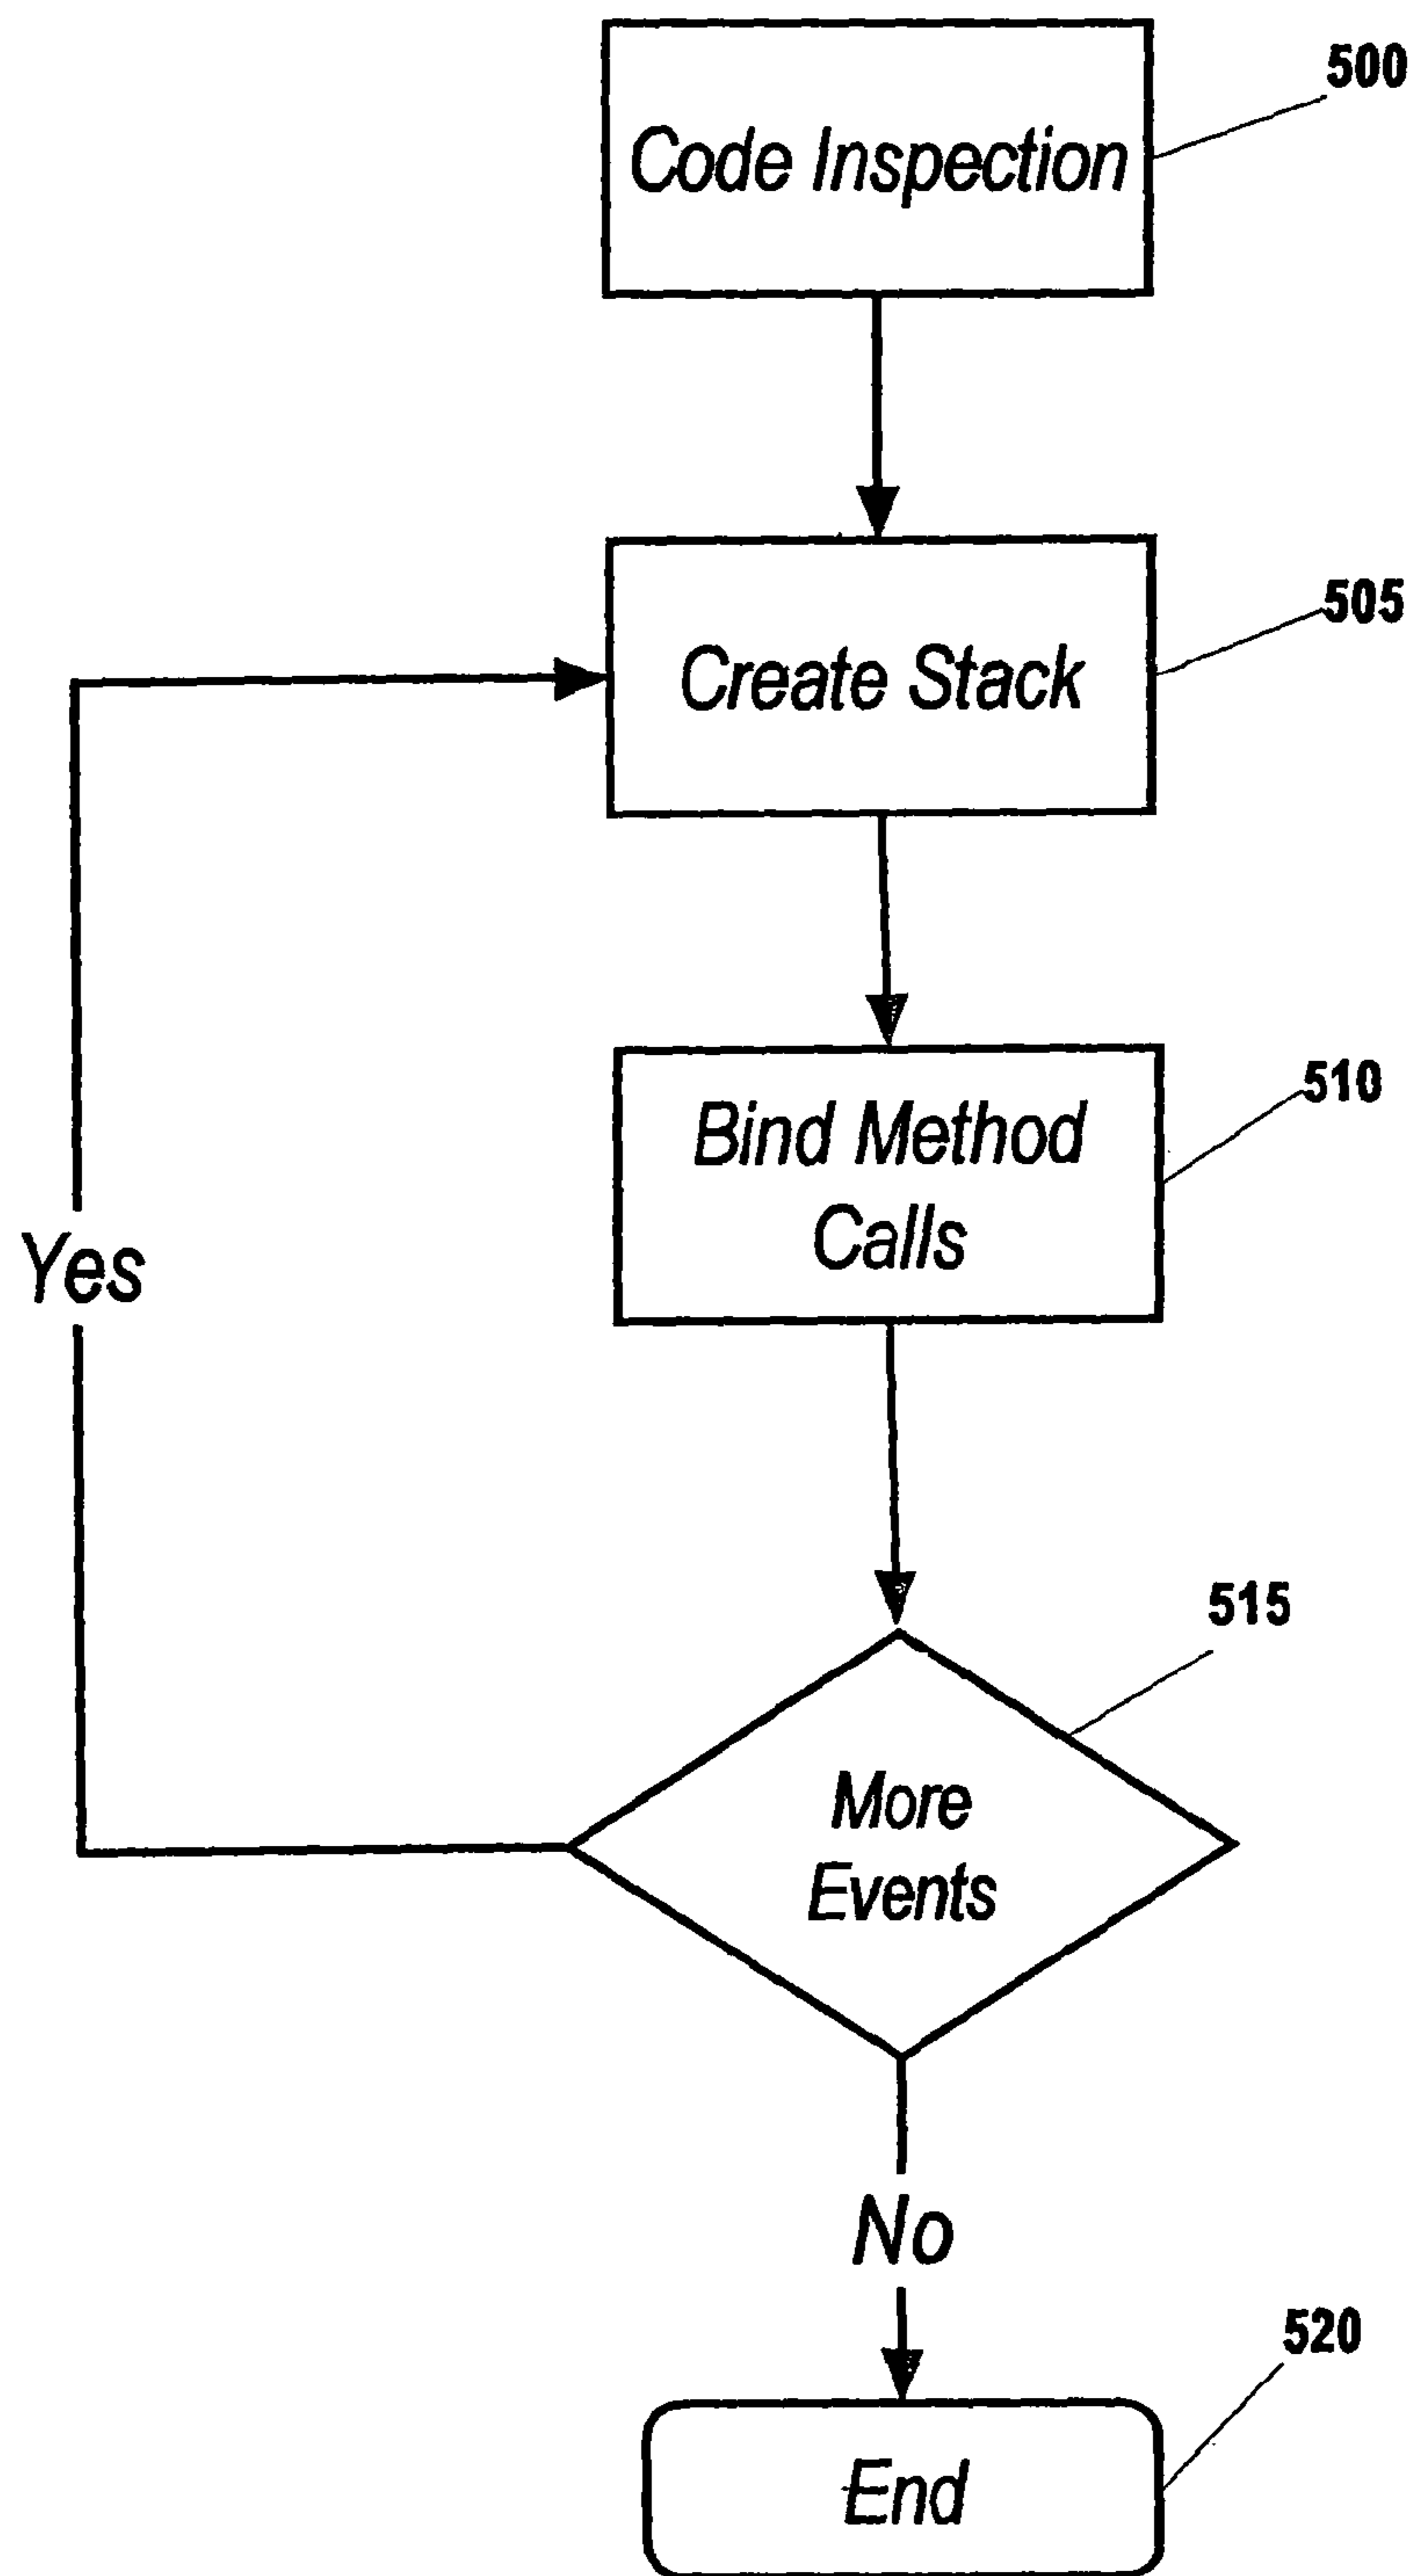 500
Code Inspection
505
Create Stack
510
Bind Method
Calls
Yes
515
More
Events
No
520
End